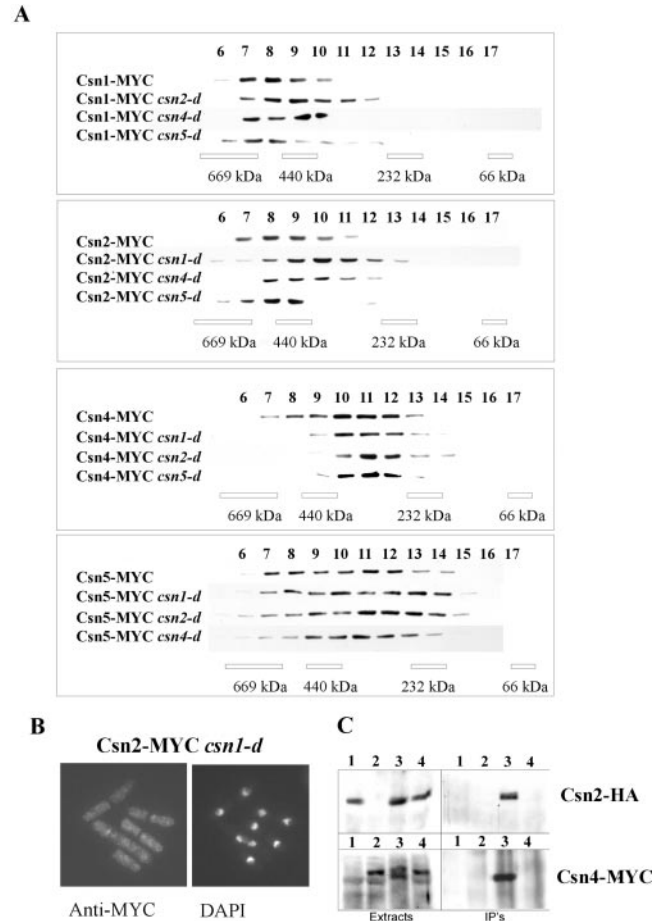 A
6 7 8 9 10 11 12 13 14 15 16 17
Csn1-MYC
Csn1-MYC csn2-d
Csn1-MYC csn4-d
Csn1-MYC csn5-d
669 kDa 440 kDa 232 kDa 66 kDa
6 7 8 9 10 11 12 13 14 15 16 17
Csn2-MYC
Csn2-MYC csn1-d
Csn2-MYC csn4-d
Csn2-MYC csn5-d
669 kDa 440 kDa 232 kDa 66 kDa
6 7 8 9 10 11 12 13 14 15 16 17
Csn4-MYC
Csn4-MYC csn1-d
Csn4-MYC csn2-d
Csn4-MYC csn5-d
669 kDa 440 kDa 232 kDa 66 kDa
6 7 8 9 10 11 12 13 14 15 16 17
Csn5-MYC
Csn5-MYC csn1-d
Csn5-MYC csn2-d
Csn5-MYC csn4-d
669 kDa 440 kDa 232 kDa 66 kDa
B
Csn2-MYC csn1-d
Anti-MYC DAPI
C
1 2 3 4 1 2 3 4
Csn2-HA
1 2 3 4 1 2 3 4
Csn4-MYC
Extracts IP's